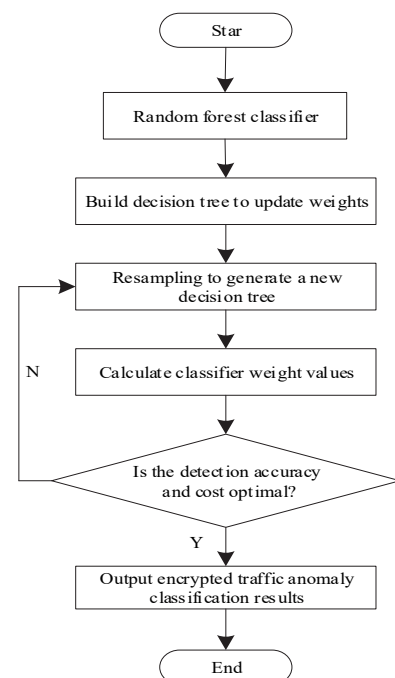 Star
Random forest classifier
Build decision tree to update weights
Resampling to generate a new
decision tree
N
Calculate classifier weight values
Is the detection accuracy
and cost optimal?
Y
Output encrypted traffic anomaly
classification results
End